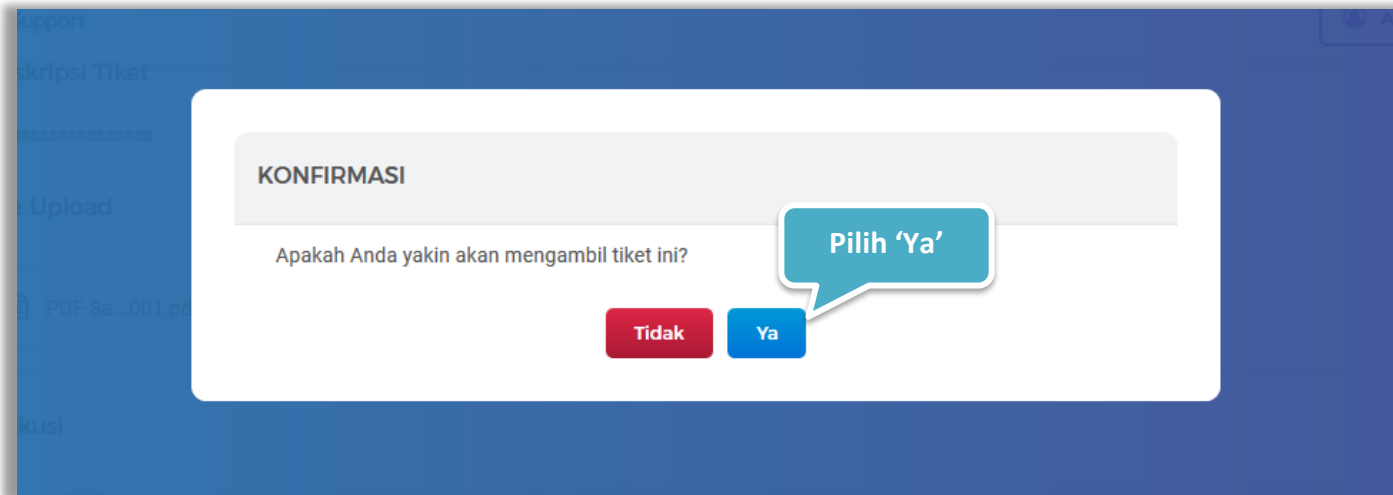 Support
skripsi Tiket
ssssssssssssss
KONFIRMASI
Upload
Pilih ‘Ya’
Apakah Anda yakin akan mengambil tiket ini?
PDF-Sa...001.pd
Tidak
Ya
kusi